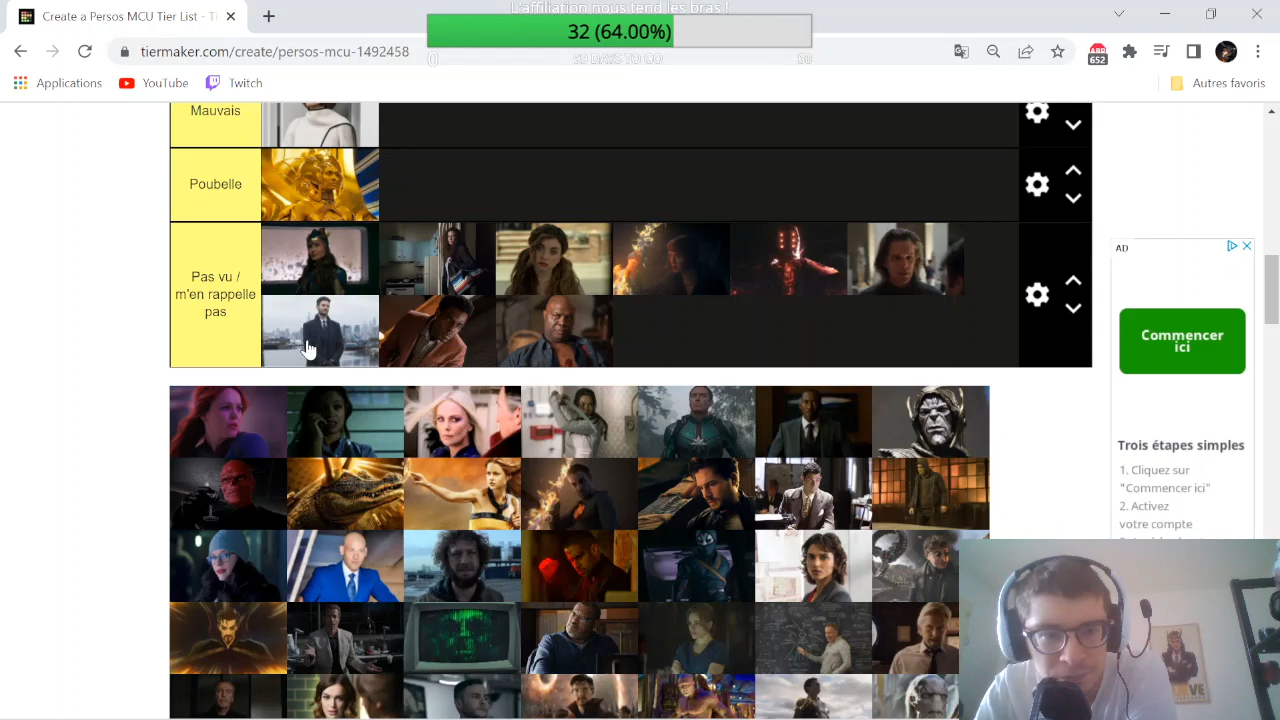 Create a Persos MCU Tier List - Ti
L'affiliation nous tend les bras !
32 (64.00%)
tiermaker.com/create/persos-mcu-1492458
652
Applications
YouTube
Twitch
Autres favoris
Mauvais
Poubelle
Pas vu /
m'en rappelle
pas
AD
Commencer
ici
Trois étapes simples
1. Cliquez sur
"Commencer ici"
2. Activez
votre compte